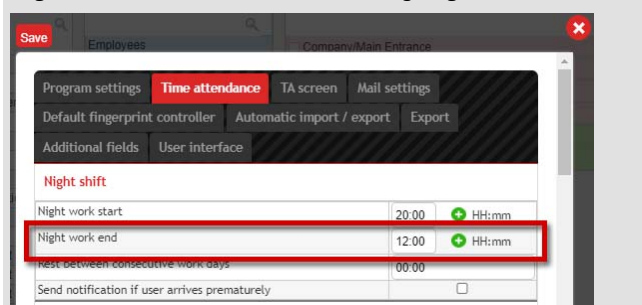 Save
Employees
Company/Main Entrance
Program settings Time attendance TA screen Mail settings
Default fingerprint controller Automatic import / export Export
Additional fields User interface
Night shift
Night work start 20:00 HH:mm
Night work end 12:00 HH:mm
Rest between consecutive work days 00:00
Send notification if user arrives prematurely